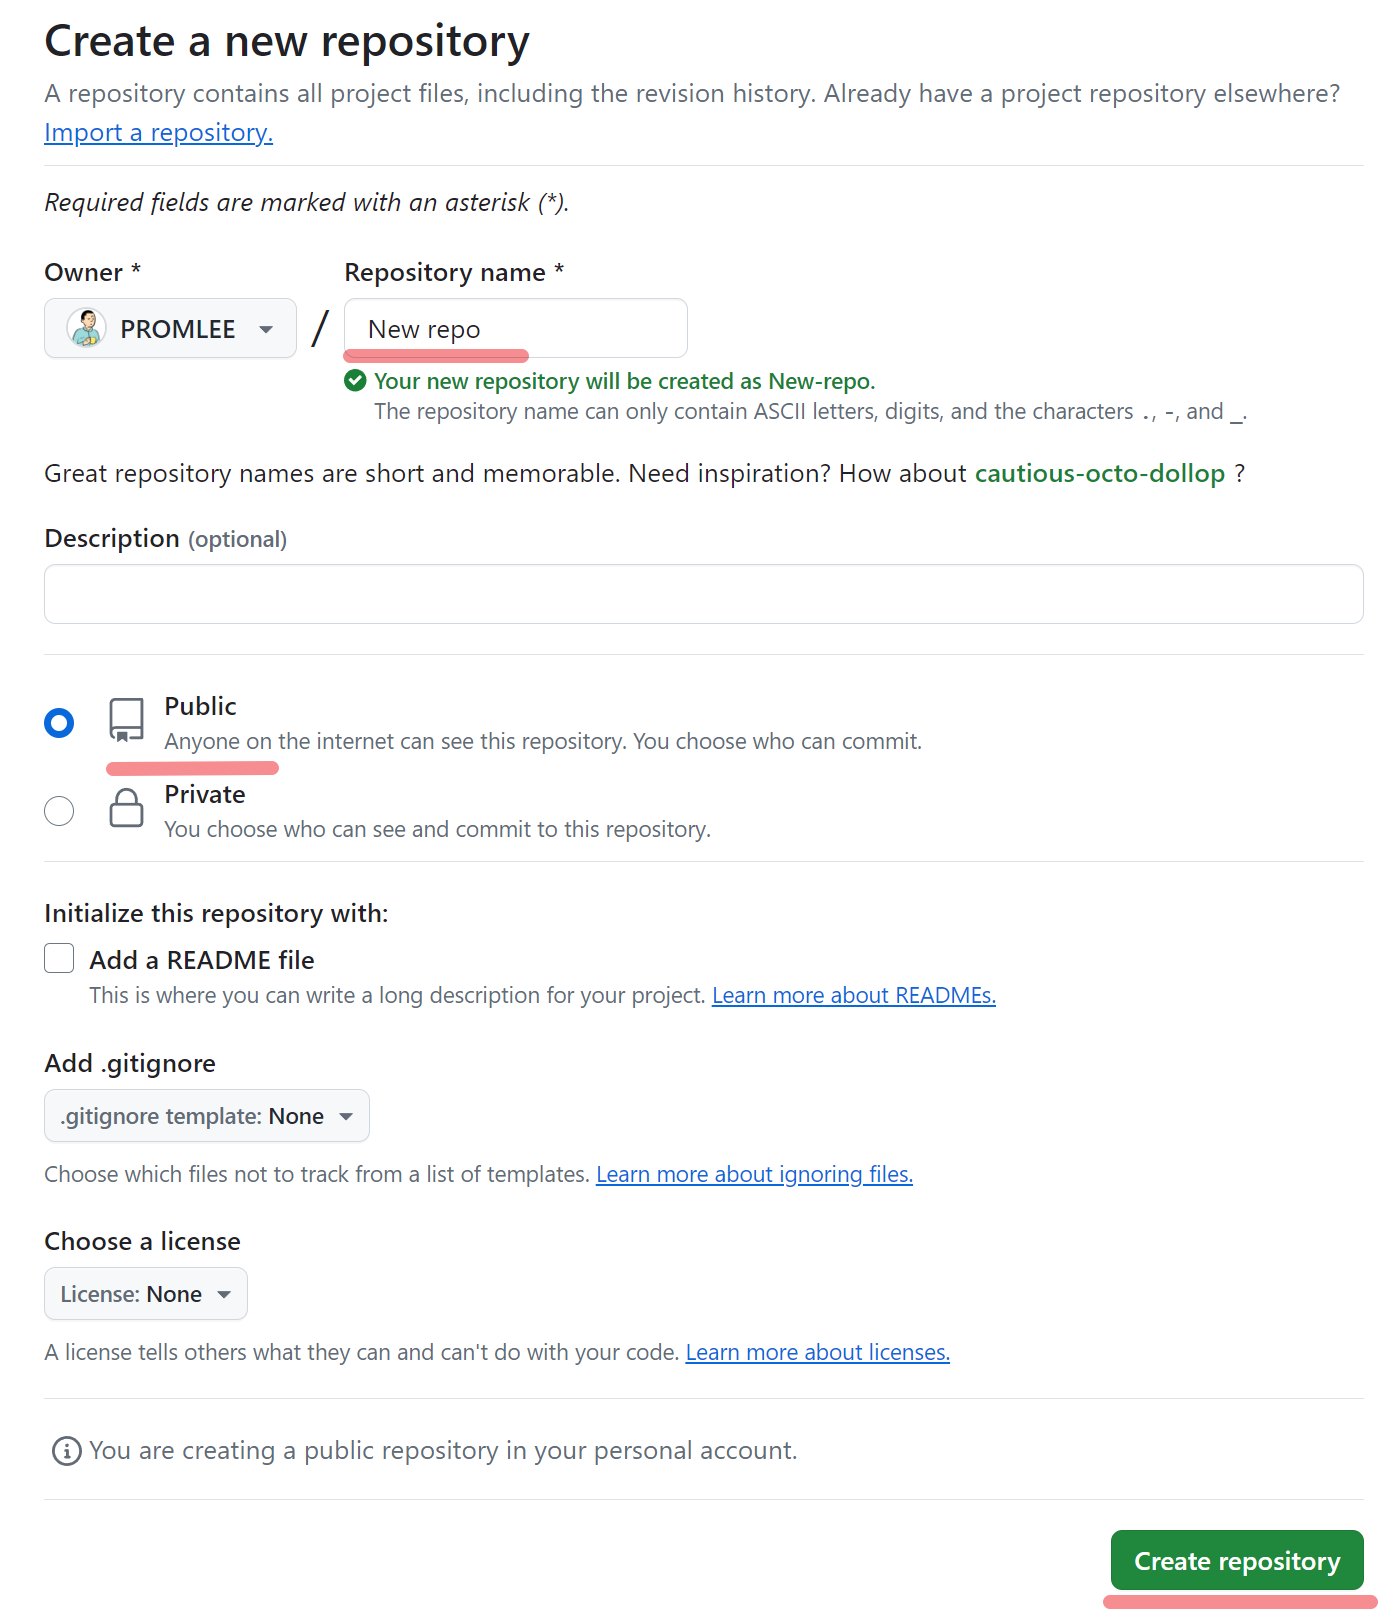 Create a new repository
A repository contains all project files, including the revision history. Already have a project repository elsewhere?
Import a repository.
Required fields are marked with an asterisk (*).
Owner *
Repository name *
PROMLEE
/
New repo
Your new repository will be created as New-repo.
The repository name can only contain ASCII letters, digits, and the characters ., -, and _.
Great repository names are short and memorable. Need inspiration? How about cautious-octo-dollop ?
Description (optional)
Public
Anyone on the internet can see this repository. You choose who can commit.
Private
You choose who can see and commit to this repository.
Initialize this repository with:
Add a README file
This is where you can write a long description for your project. Learn more about READMEs.
Add .gitignore
.gitignore template: None
Choose which files not to track from a list of templates. Learn more about ignoring files.
Choose a license
License: None
A license tells others what they can and can't do with your code. Learn more about licenses.
You are creating a public repository in your personal account.
Create repository